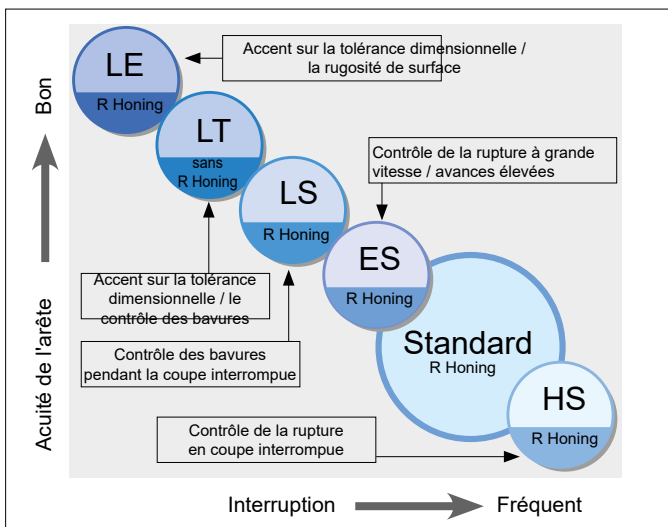 LE
R Honing
Accent sur la tolérance dimensionnelle /
la rugosité de surface
LT
sans
R Honing
Contrôle de la rupture à grande
vitesse / avances élevées
LS
R Honing
ES
R Honing
Accent sur la tolérance
dimensionnelle / le
contrôle des bavures
Standard
R Honing
Contrôle des bavures
pendant la coupe interrompue
HS
R Honing
Contrôle de la rupture
en coupe interrompue
Bon
Acuité de l'arête
Interruption
Fréquent